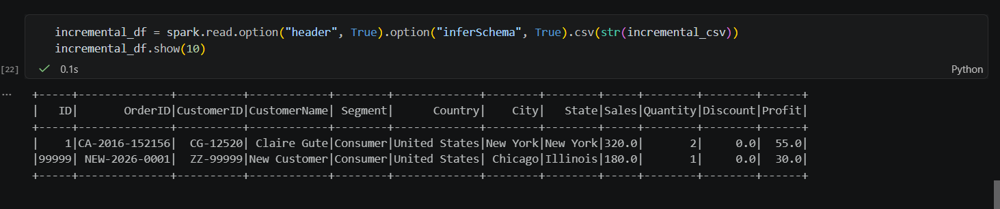 incremental_df = spark.read.option("header", True).option("inferSchema", True).csv(str(incremental_csv))
incremental_df.show(10)
[22] 0.1s Python
...
+-----+--------------+----------+-------------+--------+-------------+--------+--------+-----+--------+--------+------+
|   ID|       OrderID|CustomerID|CustomerName| Segment|      Country|    City|   State|Sales|Quantity|Discount|Profit|
+-----+--------------+----------+------------+--------+-------------+--------+--------+-----+--------+--------+------+
|    1|CA-2016-152156|  CG-12520| Claire Gute|Consumer|United States|New York|New York|320.0|       2|     0.0|  55.0|
|99999| NEW-2026-0001|  ZZ-99999|New Customer|Consumer|United States| Chicago|Illinois|180.0|       1|     0.0|  30.0|
+-----+--------------+----------+------------+--------+-------------+--------+--------+-----+--------+--------+------+